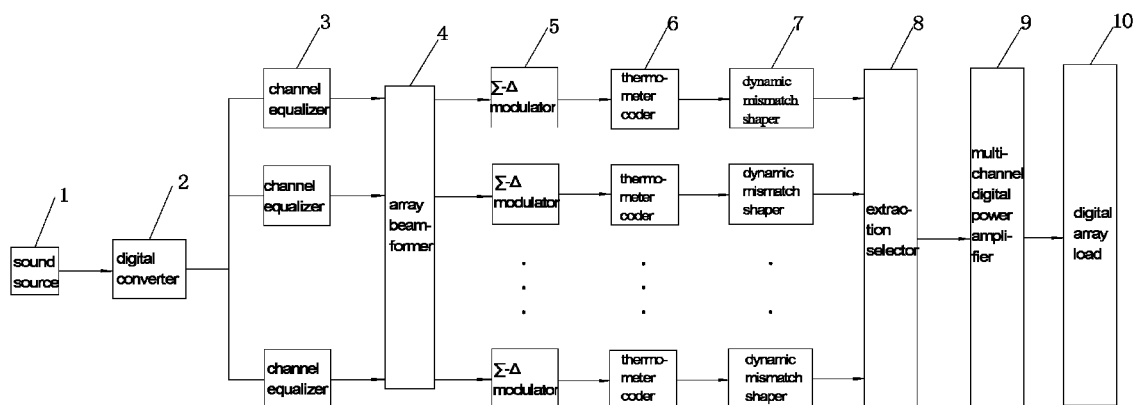 3
4
5
6
7
8
9
10
channel
equalizer
Σ-Δ
modulator
thermo-
meter
coder
dynamic
mismatch
shaper
1
2
channel
equalizer
Σ-Δ
modulator
thermo-
meter
coder
dynamic
mismatch
shaper
sound
source
digital
converter
array
beam-
former
extrac-
tion
selector
multi-
channel
digital
power
ampli-
fier
digital
array
load
channel
equalizer
Σ-Δ
modulator
thermo-
meter
coder
dynamic
mismatch
shaper